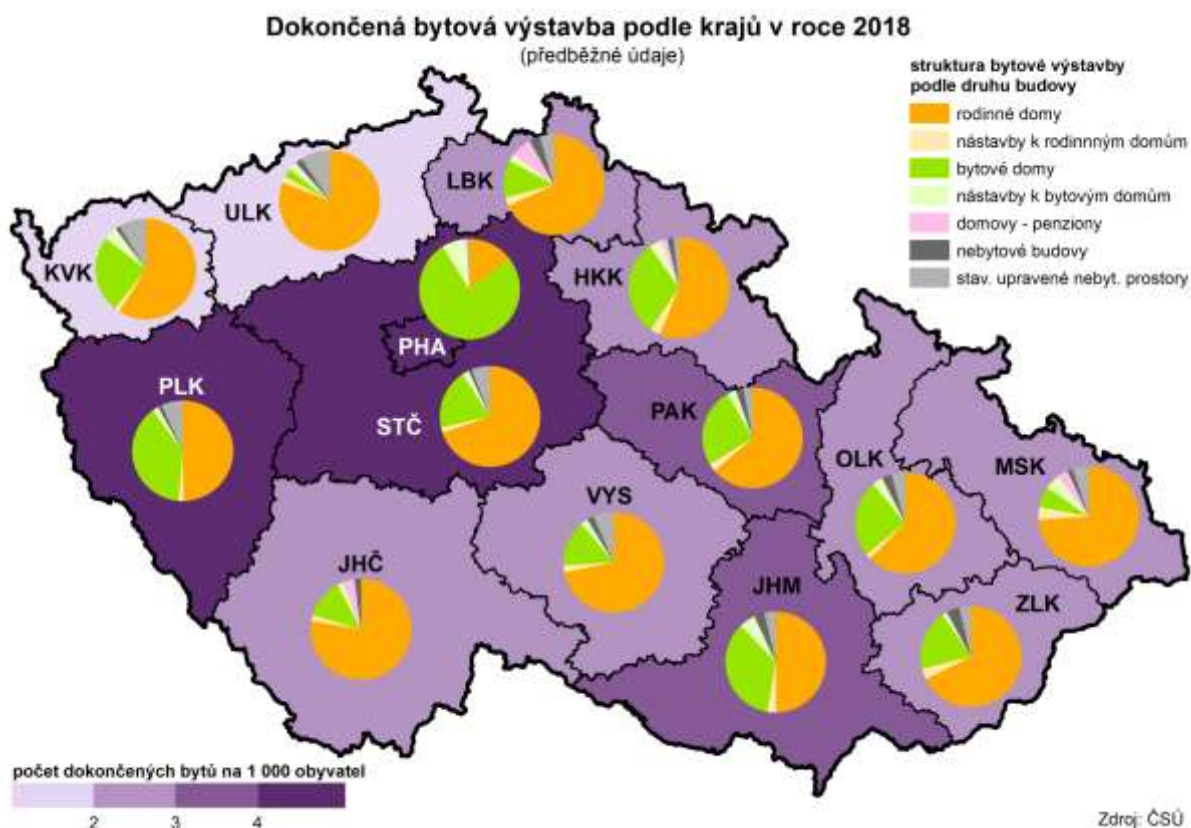 Dokončená bytová výstavba podle krajů v roce 2018
(předběžné údaje)
struktura bytové výstavby
podle druhu budovy
rodinné domy
nástavby k rodinnným domům
bytové domy
nástavby k bytovým domům
domovy - penziony
nebytové budovy
stav. upravené nebyt. prostory
LBK
ULK
KVK
HKK
PHA
PLK
STČ
PAK
OLK
MSK
VYS
JHČ
JHM
ZLK
počet dokončených bytů na 1 000 obyvatel
2 3 4
Zdroj: ČSÚ